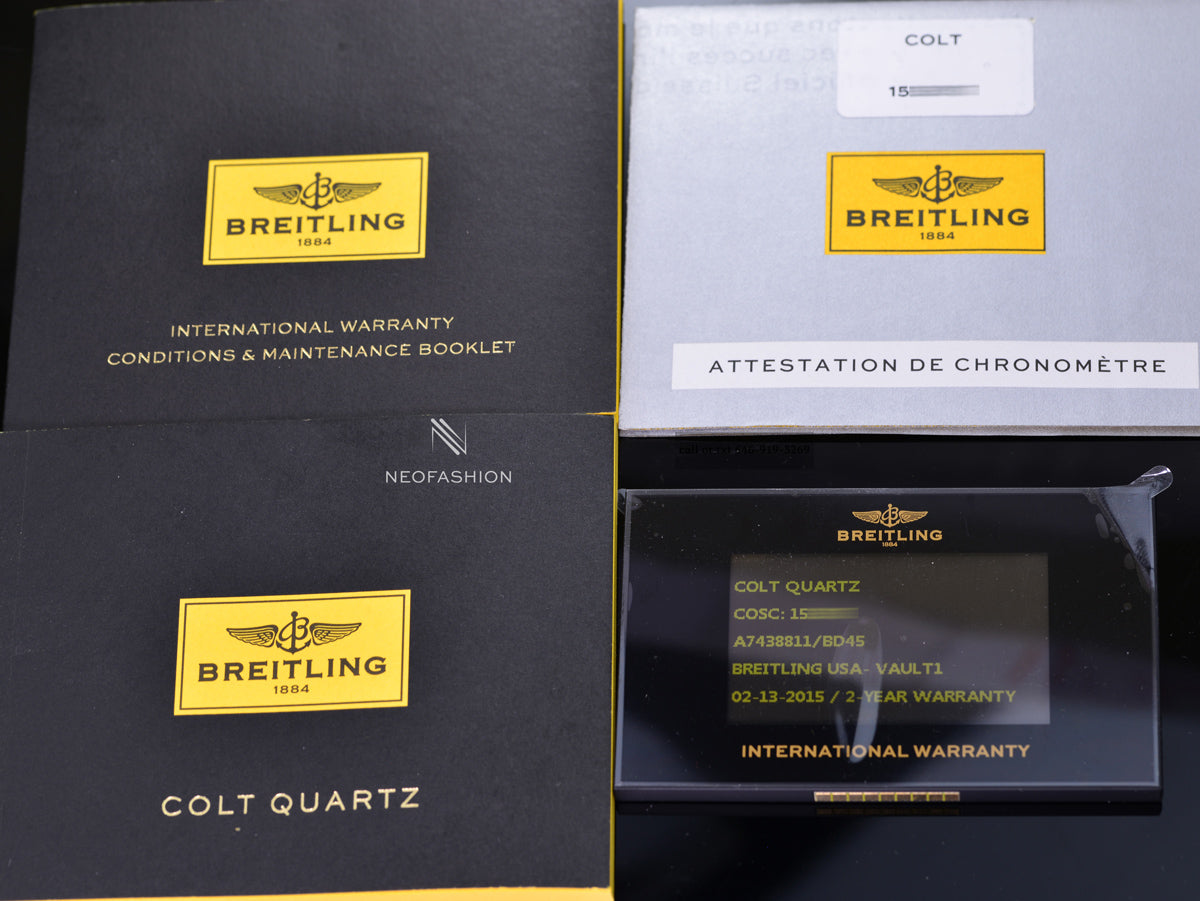 BREITLING
1884
INTERNATIONAL WARRANTY
CONDITIONS & MAINTENANCE BOOKLET
COLT
15
BREITLING
1884
ATTESTATION DE CHRONOMÈTRE
NEOFASHION
BREITLING
1884
COLT QUARTZ
BREITLING
1884
COLT QUARTZ
COSC: 15
A7438811/BD45
BREITLING USA- VAULT1
02-13-2015 / 2-YEAR WARRANTY
INTERNATIONAL WARRANTY